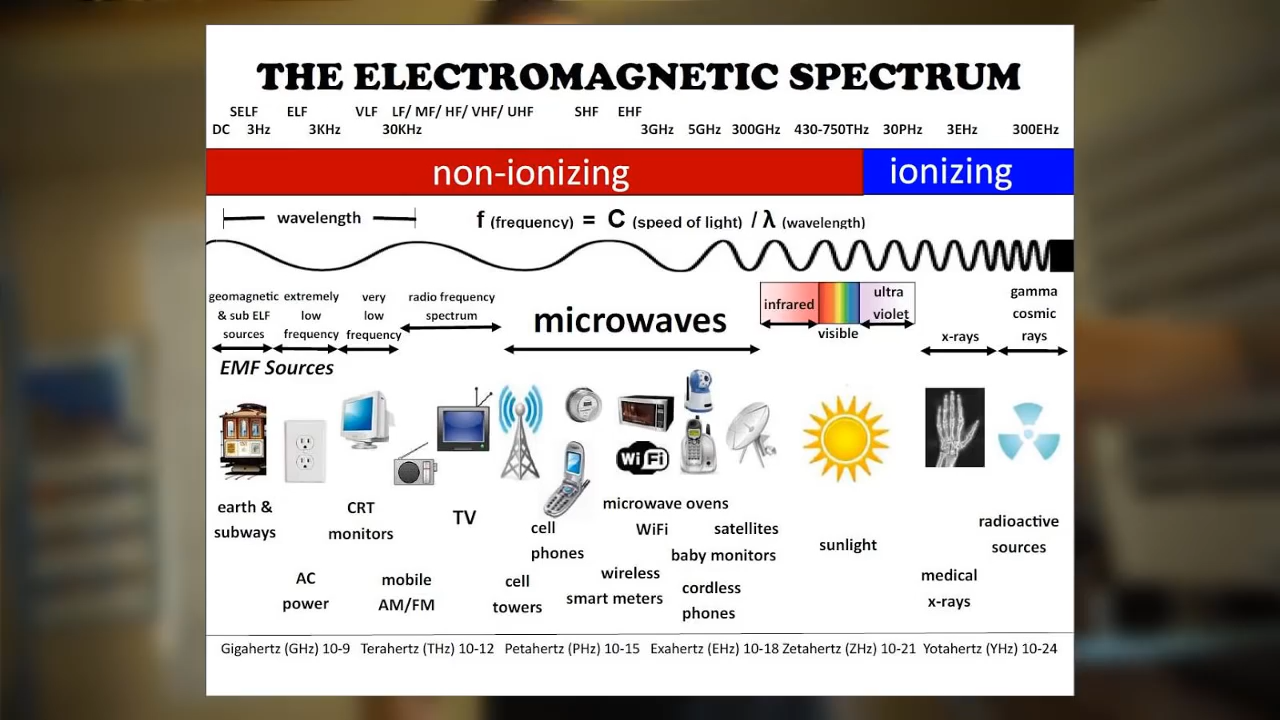 THE ELECTROMAGNETIC SPECTRUM
SELF ELF VLF LF/ MF/ HF/ VHF/ UHF SHF EHF
DC 3Hz 3KHz 30KHz 3GHz 5GHz 300GHz 430-750THz 30PHz 3EHz 300EHz
non-ionizing ionizing
wavelength f (frequency) = C (speed of light) / λ (wavelength)
geomagnetic
& sub ELF
sources
extremely
low
frequency
very
low
frequency
radio frequency
spectrum
microwaves
infrared
visible
ultra
violet
x-rays
gamma
cosmic
rays
EMF Sources
WiFi
earth &
subways
AC
power
CRT
monitors
mobile
AM/FM
TV
cell
phones
cell
towers
microwave ovens
WiFi
wireless
smart meters
satellites
baby monitors
cordless
phones
sunlight
medical
x-rays
radioactive
sources
Gigahertz (GHz) 10-9 Terahertz (THz) 10-12 Petahertz (PHz) 10-15 Exahertz (EHz) 10-18 Zetahertz (ZHz) 10-21 Yotahertz (YHz) 10-24